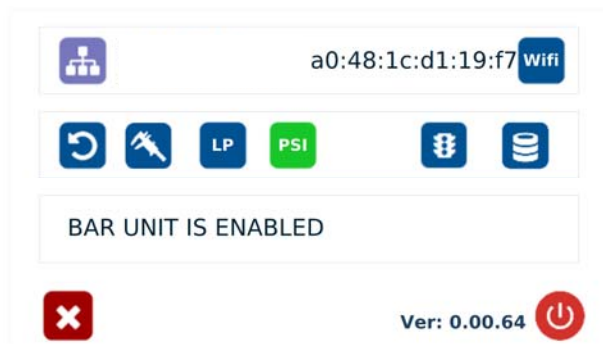 a0:48:1c:d1:19:f7 Wifi
LP PSI
BAR UNIT IS ENABLED
Ver: 0.00.64